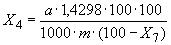 X₄ = a · 1,4298 · 100 · 100 / 1000 · m · (100 − X₇)